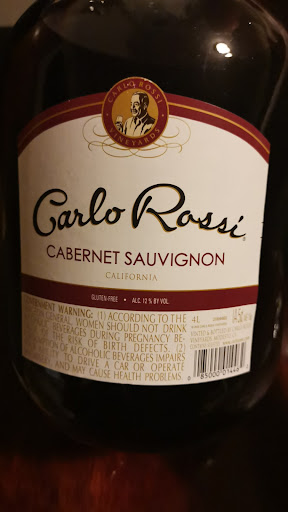 CARLO ROSSI
VINEYARDS
Carlo Rossi
CABERNET SAUVIGNON
CALIFORNIA
GLUTEN-FREE • ALC. 12% BY VOL.
WARNING: (1) ACCORDING TO THE
GENERAL, WOMEN SHOULD NOT DRINK
BEVERAGES DURING PREGNANCY BE-
THE RISK OF BIRTH DEFECTS. (2)
OF ALCOHOLIC BEVERAGES IMPAIRS
TO DRIVE A CAR OR OPERATE
AND MAY CAUSE HEALTH PROBLEMS.
4L